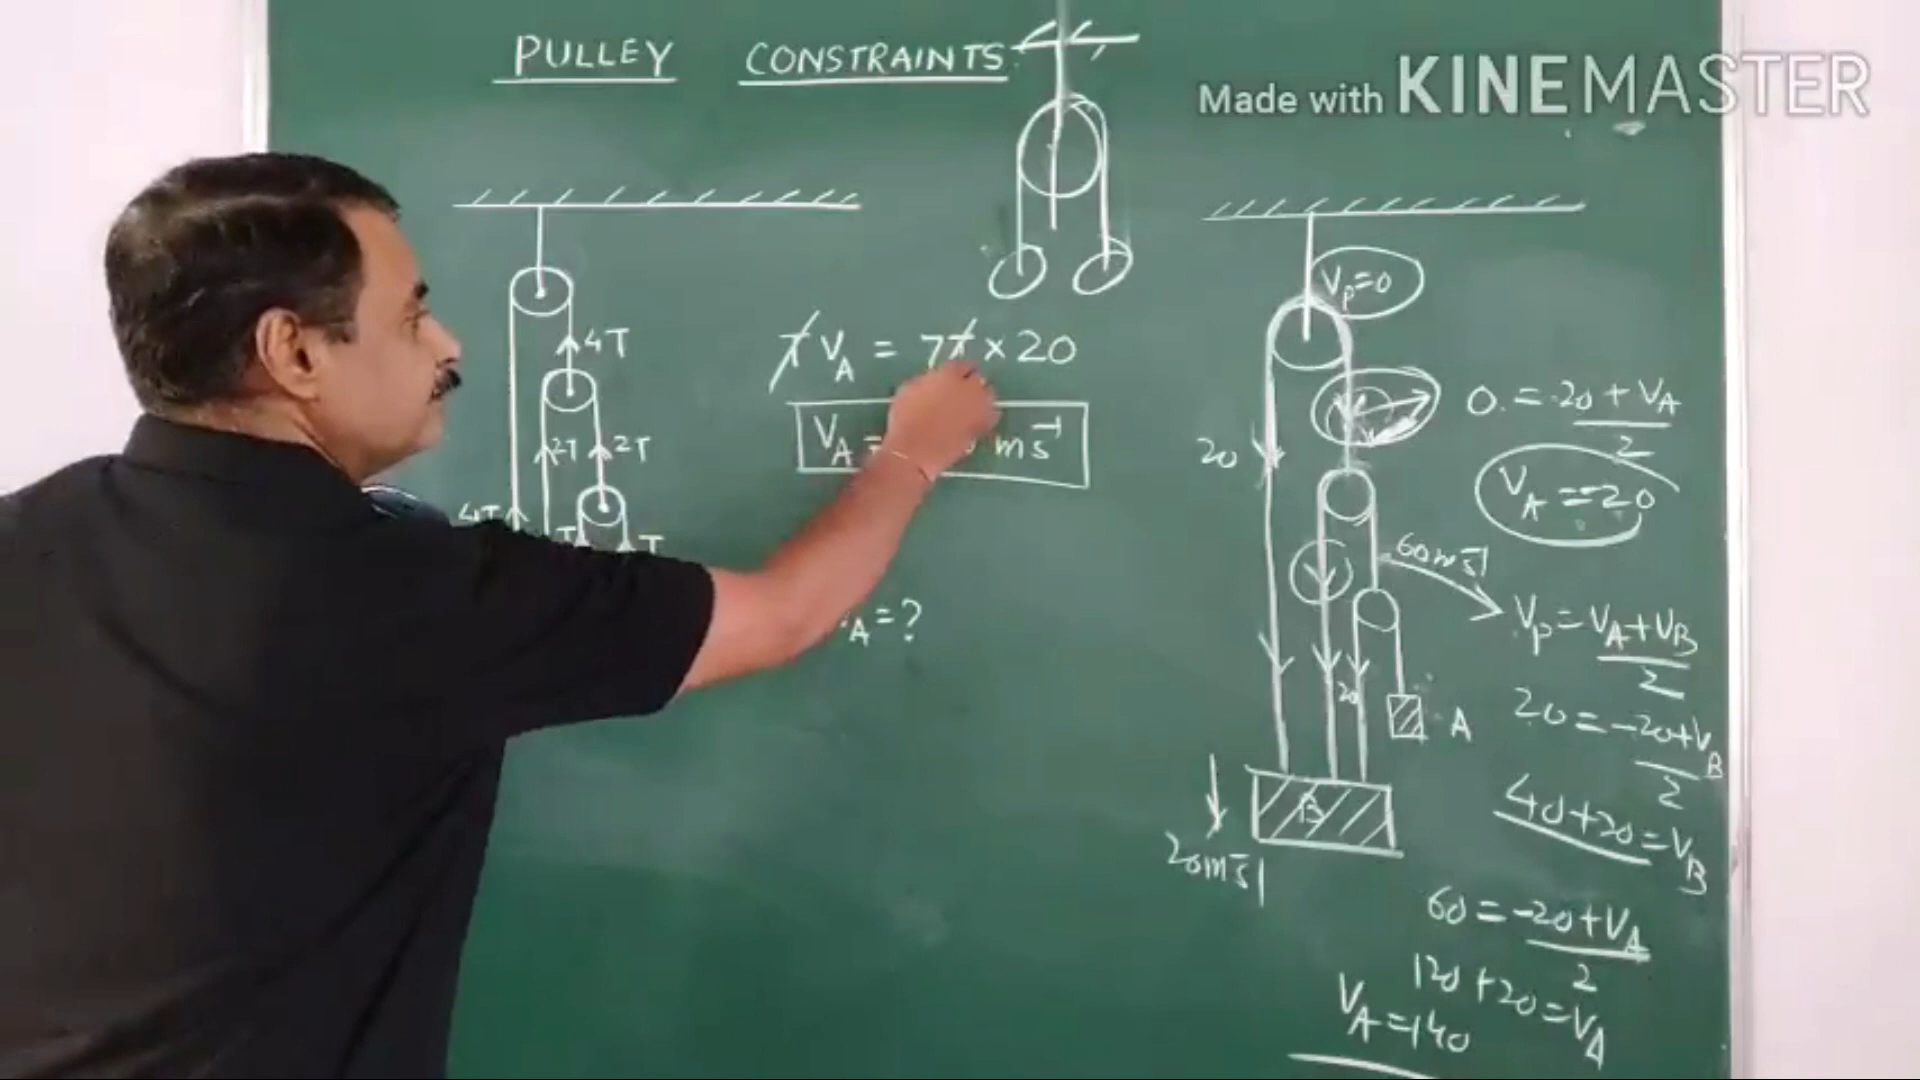 PULLEY CONSTRAINTS
Made with KINEMASTER
4T
2T 2T
4T T T
T V_A = 7T × 20
V_A = m s⁻¹
A = ?
V_P = 0
20
0 = -20 + V_A
2
V_A = -20
60 m s⁻¹
V_P = V_A + V_B
2
20 = -20 + V_B
2
40 + 20 = V_B
20
A
B
20 m s⁻¹
60 = -20 + V_A
2
120 + 20 = V_A
V_A = 140